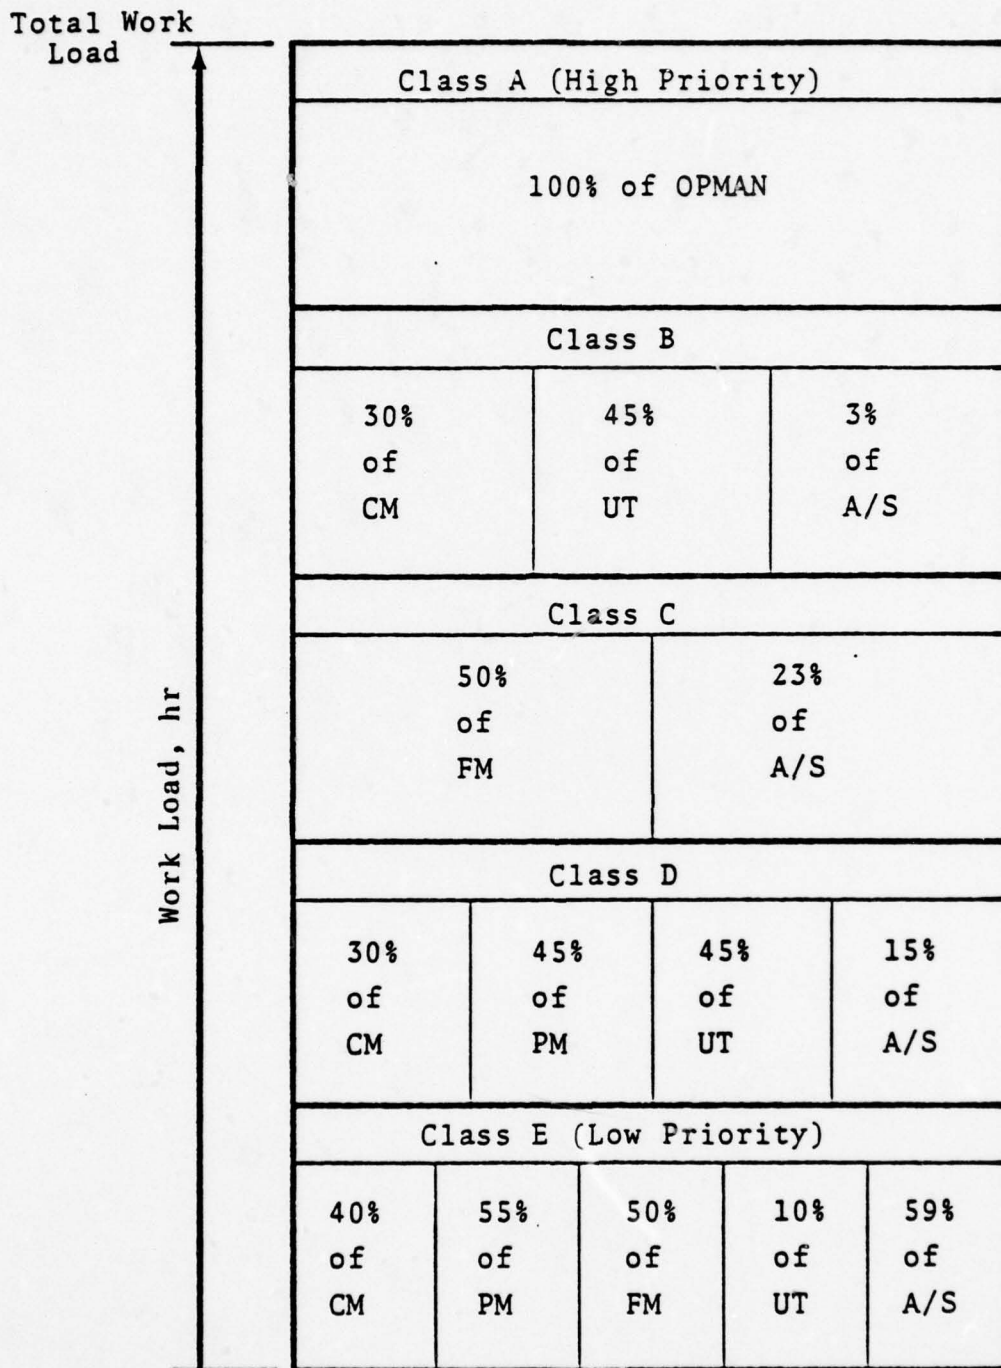 Total Work
Load
Work Load, hr
Class A (High Priority)
100% of OPMAN
Class B
30%
of
CM
45%
of
UT
3%
of
A/S
Class C
50%
of
FM
23%
of
A/S
Class D
30%
of
CM
45%
of
PM
45%
of
UT
15%
of
A/S
Class E (Low Priority)
40%
of
CM
55%
of
PM
50%
of
FM
10%
of
UT
59%
of
A/S